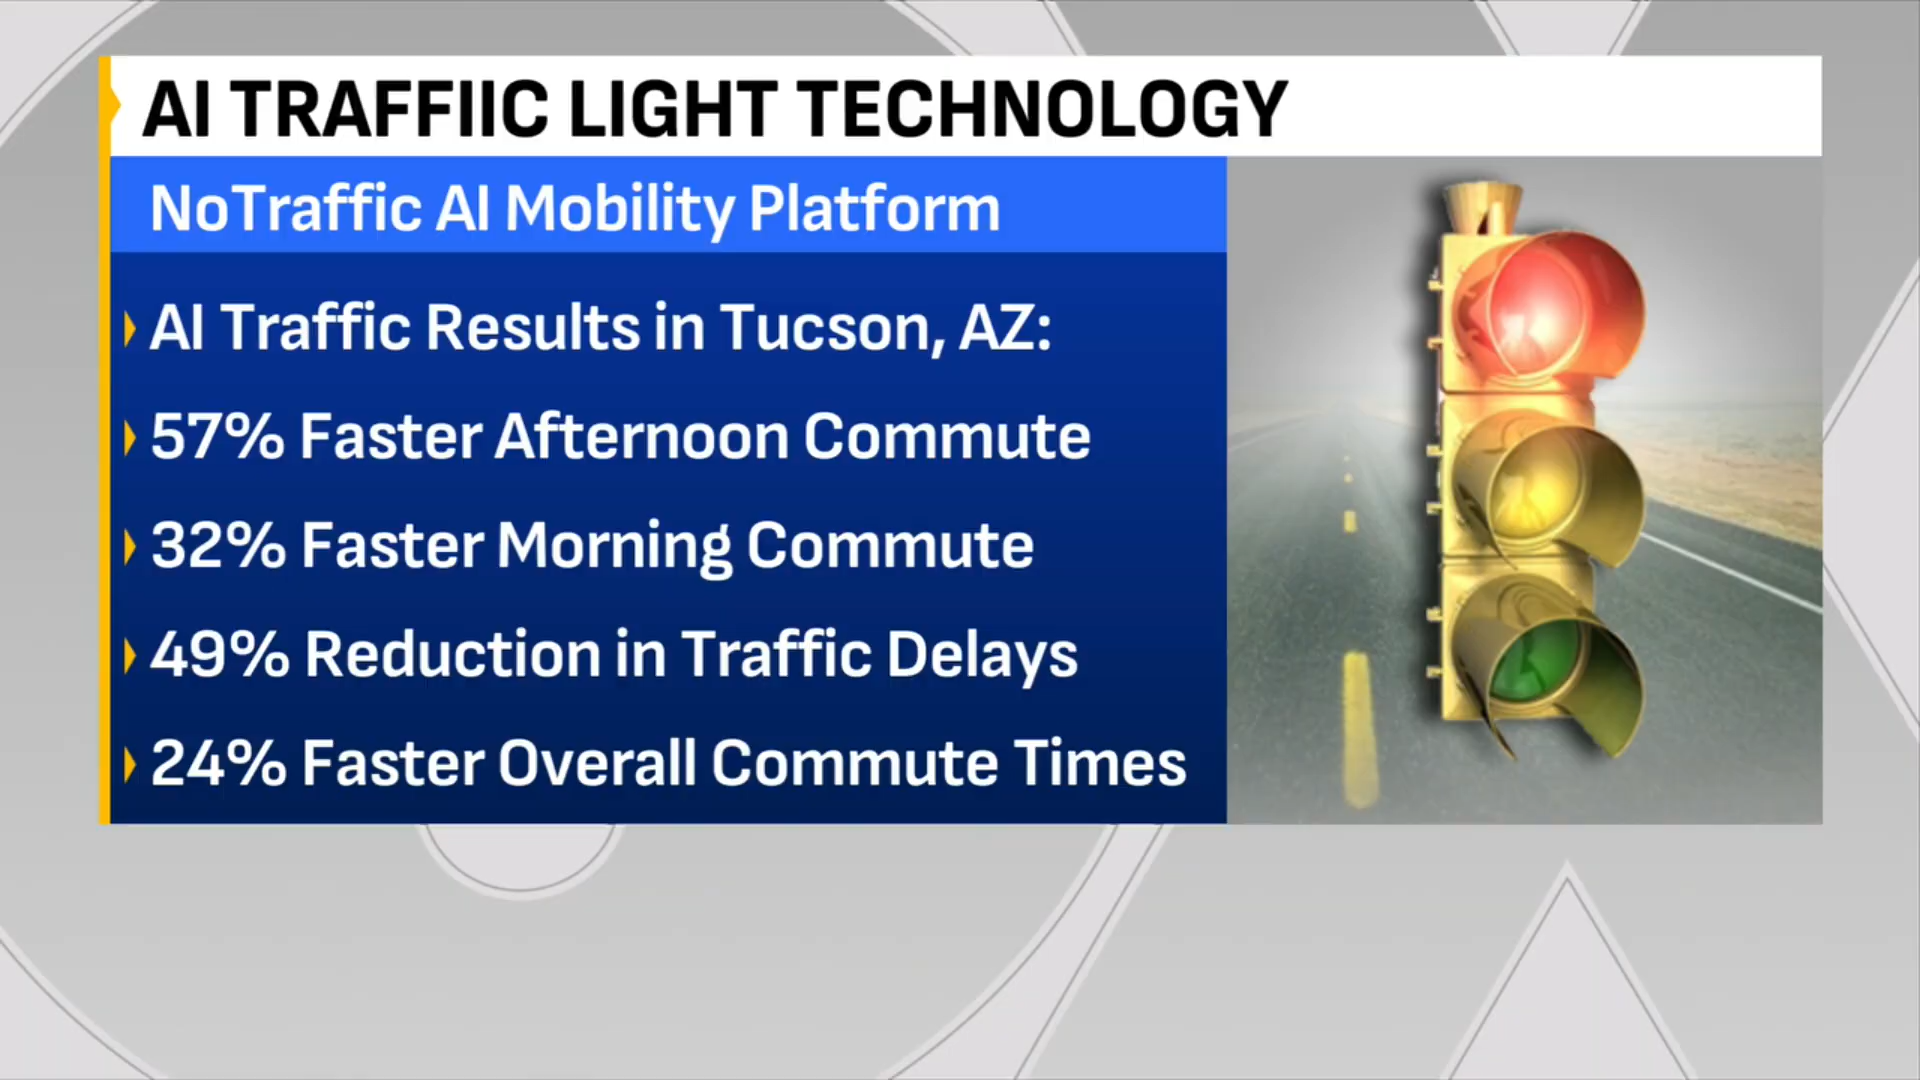 AI TRAFFIIC LIGHT TECHNOLOGY
NoTraffic AI Mobility Platform
AI Traffic Results in Tucson, AZ:
57% Faster Afternoon Commute
32% Faster Morning Commute
49% Reduction in Traffic Delays
24% Faster Overall Commute Times